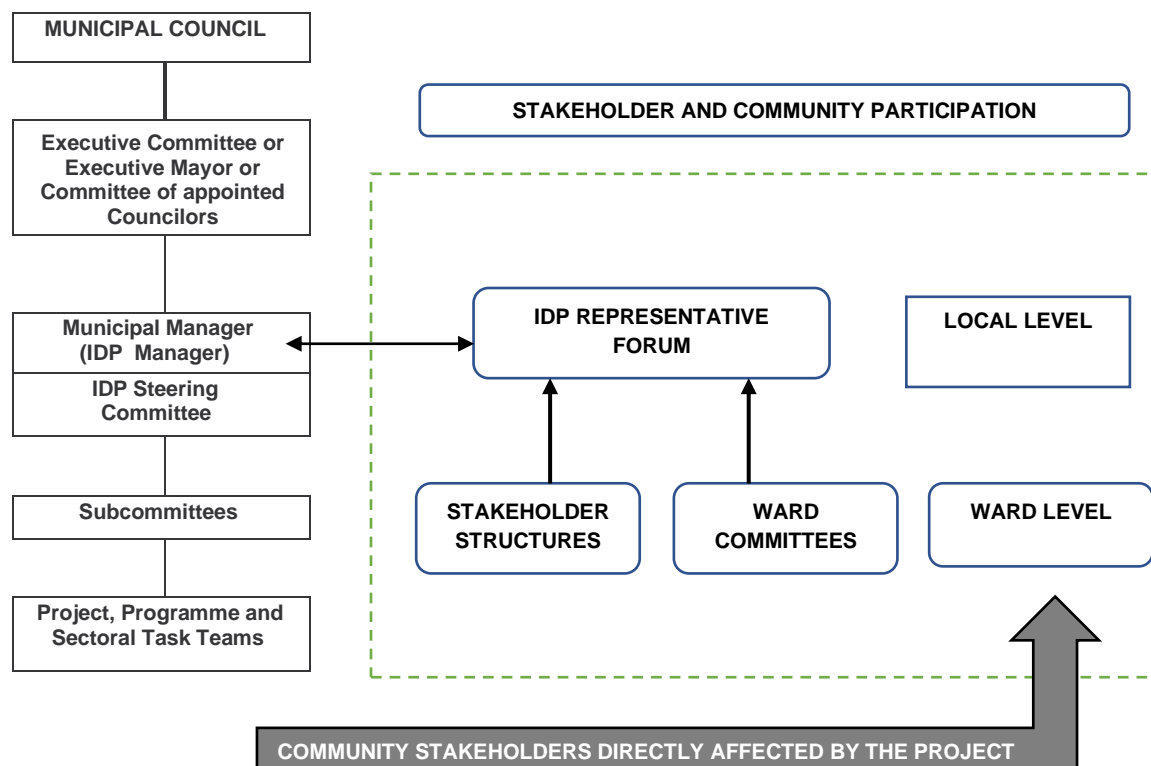 MUNICIPAL COUNCIL
Executive Committee or
Executive Mayor or
Committee of appointed
Councilors
Municipal Manager
(IDP Manager)
IDP Steering
Committee
Subcommittees
Project, Programme and
Sectoral Task Teams
STAKEHOLDER AND COMMUNITY PARTICIPATION
IDP REPRESENTATIVE
FORUM
LOCAL LEVEL
STAKEHOLDER
STRUCTURES
WARD
COMMITTEES
WARD LEVEL
COMMUNITY STAKEHOLDERS DIRECTLY AFFECTED BY THE PROJECT